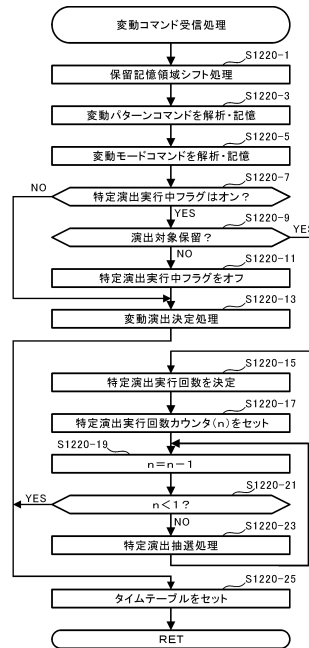 変動コマンド受信処理
S1220-1
保留記憶領域シフト処理
S1220-3
変動パターンコマンドを解析・記憶
S1220-5
変動モードコマンドを解析・記憶
S1220-7
NO
特定演出実行中フラグはオン？
YES
S1220-9
演出対象保留？
YES
NO
S1220-11
特定演出実行中フラグをオフ
S1220-13
変動演出決定処理
S1220-15
特定演出実行回数を決定
S1220-17
特定演出実行回数カウンタ（n）をセット
S1220-19
n＝n－1
S1220-21
YES
n＜1？
NO
S1220-23
特定演出抽選処理
S1220-25
タイムテーブルをセット
RET